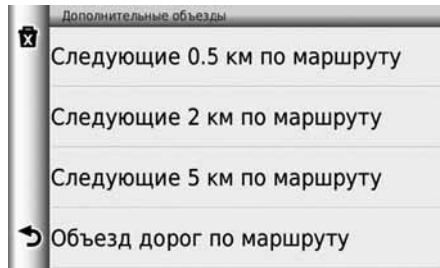 Дополнительные объезды
Следующие 0.5 км по маршруту
Следующие 2 км по маршруту
Следующие 5 км по маршруту
Объезд дорог по маршруту